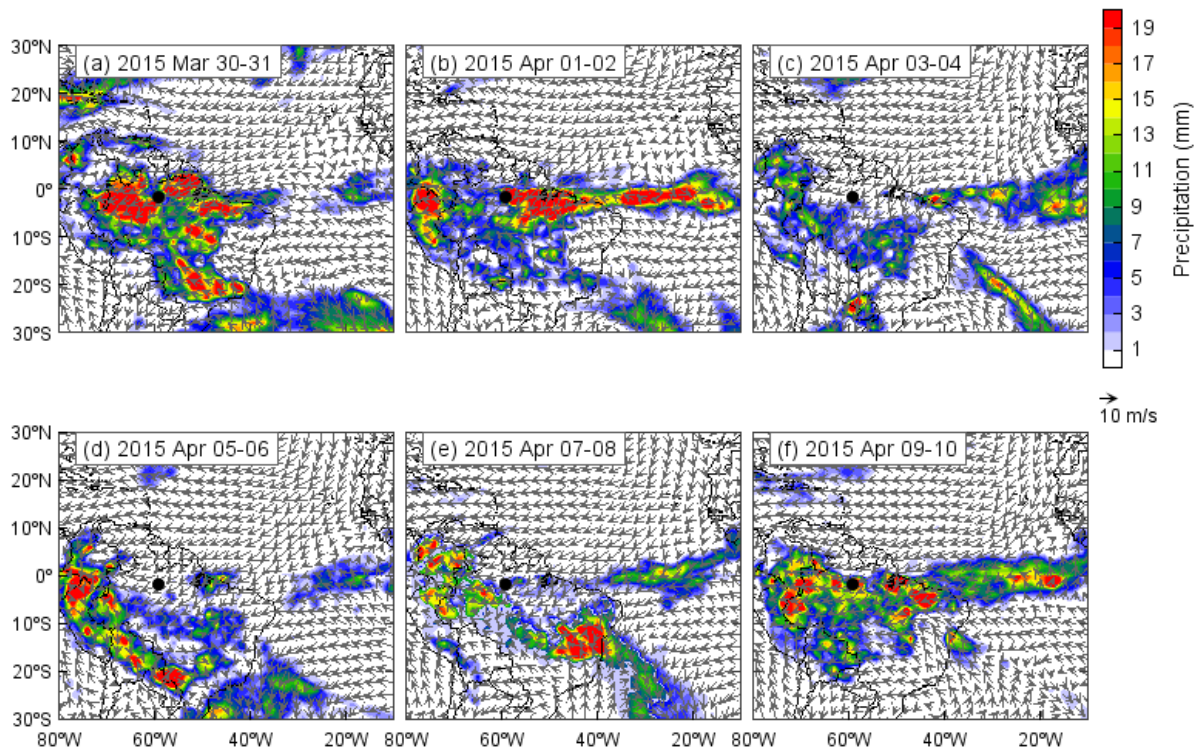 (a) 2015 Mar 30-31
(b) 2015 Apr 01-02
(c) 2015 Apr 03-04
30ºN
20ºN
10ºN
0º
10ºS
20ºS
30ºS
19
17
15
13
11
9
7
5
3
1
Precipitation (mm)
10 m/s
(d) 2015 Apr 05-06
(e) 2015 Apr 07-08
(f) 2015 Apr 09-10
30ºN
20ºN
10ºN
0º
10ºS
20ºS
30ºS
80ºW 60ºW 40ºW 20ºW 80ºW 60ºW 40ºW 20ºW 80ºW 60ºW 40ºW 20ºW